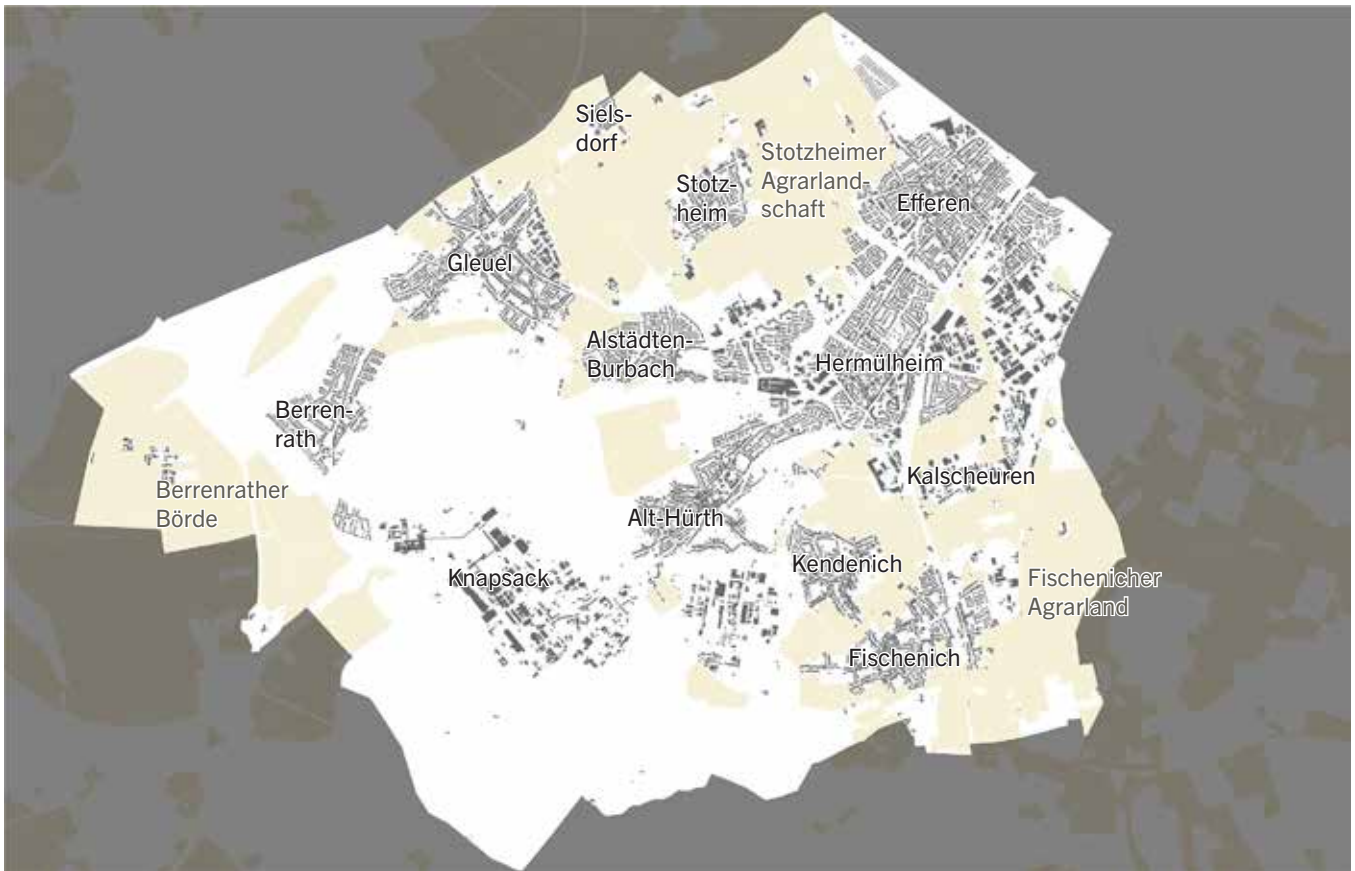 Siels-
dorf
Stotzheimer
Agrarland-
schaft
Stotz-
heim
Efferen
Gleuel
Alstädten-
Burbach
Hermülheim
Berren-
rath
Kalscheuren
Berrenrather
Börde
Alt-Hürth
Kendenich
Knapsack
Fischenicher
Agrarland
Fischenich